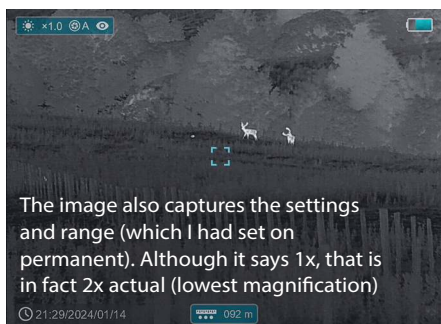 ×1.0 A
The image also captures the settings
and range (which I had set on
permanent). Although it says 1x, that is
in fact 2x actual (lowest magnification)
21:29/2024/01/14 092 m